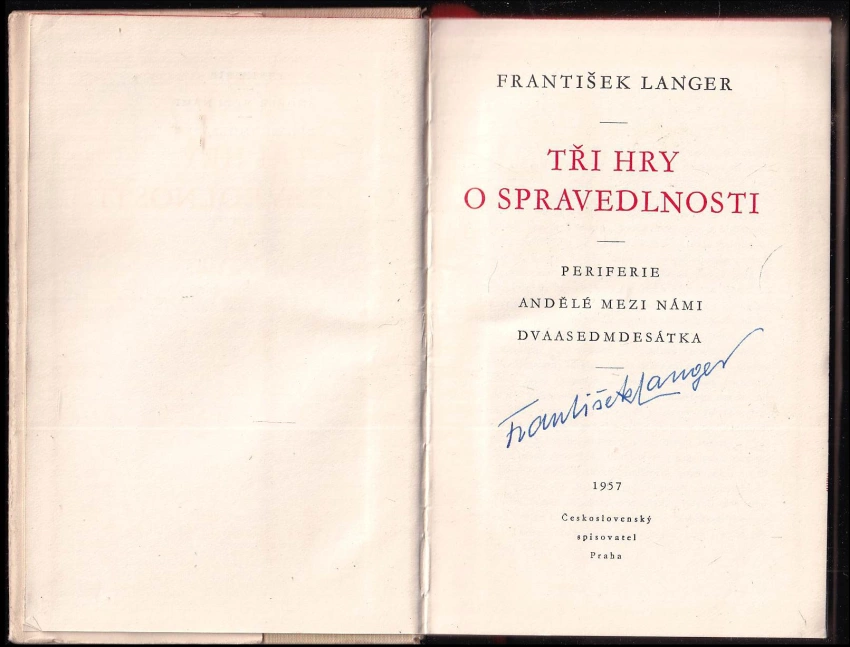 FRANTIŠEK LANGER
TŘI HRY
O SPRAVEDLNOSTI
PERIFERIE
ANDĚLÉ MEZI NÁMI
DVAASEDMDESÁTKA
František Langer
1957
Československý
spisovatel
Praha